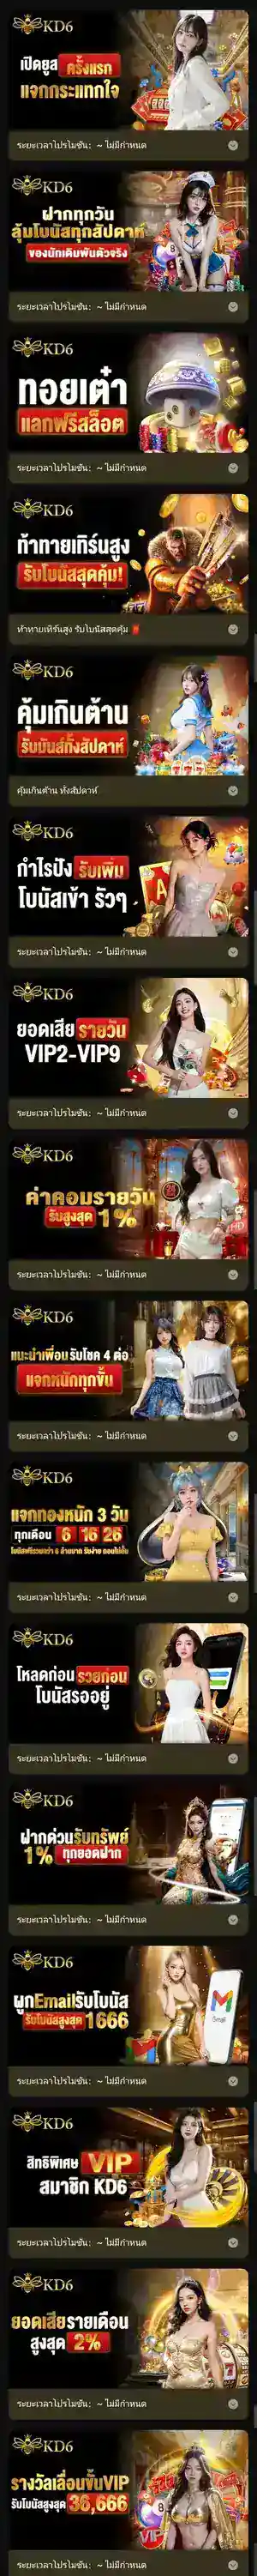 KD6
เปิดยูส ครั้งแรก
แจกกระแทกใจ
ระยะเวลาโปรโมชั่น: ~ ไม่มีกำหนด
KD6
ฝากทุกวัน
ลุ้นโบนัสทุกสัปดาห์
ของนักเดิมพันตัวจริง
ระยะเวลาโปรโมชั่น: ~ ไม่มีกำหนด
KD6
ทอยเต๋า
แลกฟรีสล็อต
ระยะเวลาโปรโมชั่น: ~ ไม่มีกำหนด
KD6
ท้าทายเทิร์นสูง
รับโบนัสสุดคุ้ม!
ท้าทายเทิร์นสูง รับโบนัสสุดคุ้ม
KD6
คุ้มเกินต้าน
รับมันส์ทั้งสัปดาห์
คุ้มเกินต้าน ทั้งสัปดาห์
KD6
กำไรปัง รับเพิ่ม
โบนัสเข้า รัวๆ
A
ระยะเวลาโปรโมชั่น: ~ ไม่มีกำหนด
KD6
ยอดเสีย รายวัน
VIP2-VIP9
ระยะเวลาโปรโมชั่น: ~ ไม่มีกำหนด
KD6
ค่าคอมรายวัน
รับสูงสุด 1%
ระยะเวลาโปรโมชั่น: ~ ไม่มีกำหนด
KD6
แนะนำเพื่อน รับโชค 4 ต่อ
แจกหนักทุกขั้น
ระยะเวลาโปรโมชั่น: ~ ไม่มีกำหนด
KD6
แจกทองหนัก 3 วัน
ทุกเดือน 6 16 26
ระยะเวลาโปรโมชั่น: ~ ไม่มีกำหนด
KD6
โหลดก่อน รวยก่อน
โบนัสรออยู่
ระยะเวลาโปรโมชั่น: ~ ไม่มีกำหนด
KD6
ฝากด่วนรับทรัพย์
1% ทุกยอดฝาก
ระยะเวลาโปรโมชั่น: ~ ไม่มีกำหนด
KD6
ผูกEmailรับโบนัส
รับโบนัสสูงสุด 1666
Gmail
ระยะเวลาโปรโมชั่น: ~ ไม่มีกำหนด
KD6
สิทธิพิเศษ VIP
สมาชิก KD6
ระยะเวลาโปรโมชั่น: ~ ไม่มีกำหนด
KD6
ยอดเสียรายเดือน
สูงสุด 2%
ระยะเวลาโปรโมชั่น: ~ ไม่มีกำหนด
KD6
รางวัลเลื่อนขั้นVIP
รับโบนัสสูงสุด 36,666
8
VIP
ระยะเวลาโปรโมชั่น: ~ ไม่มีกำหนด